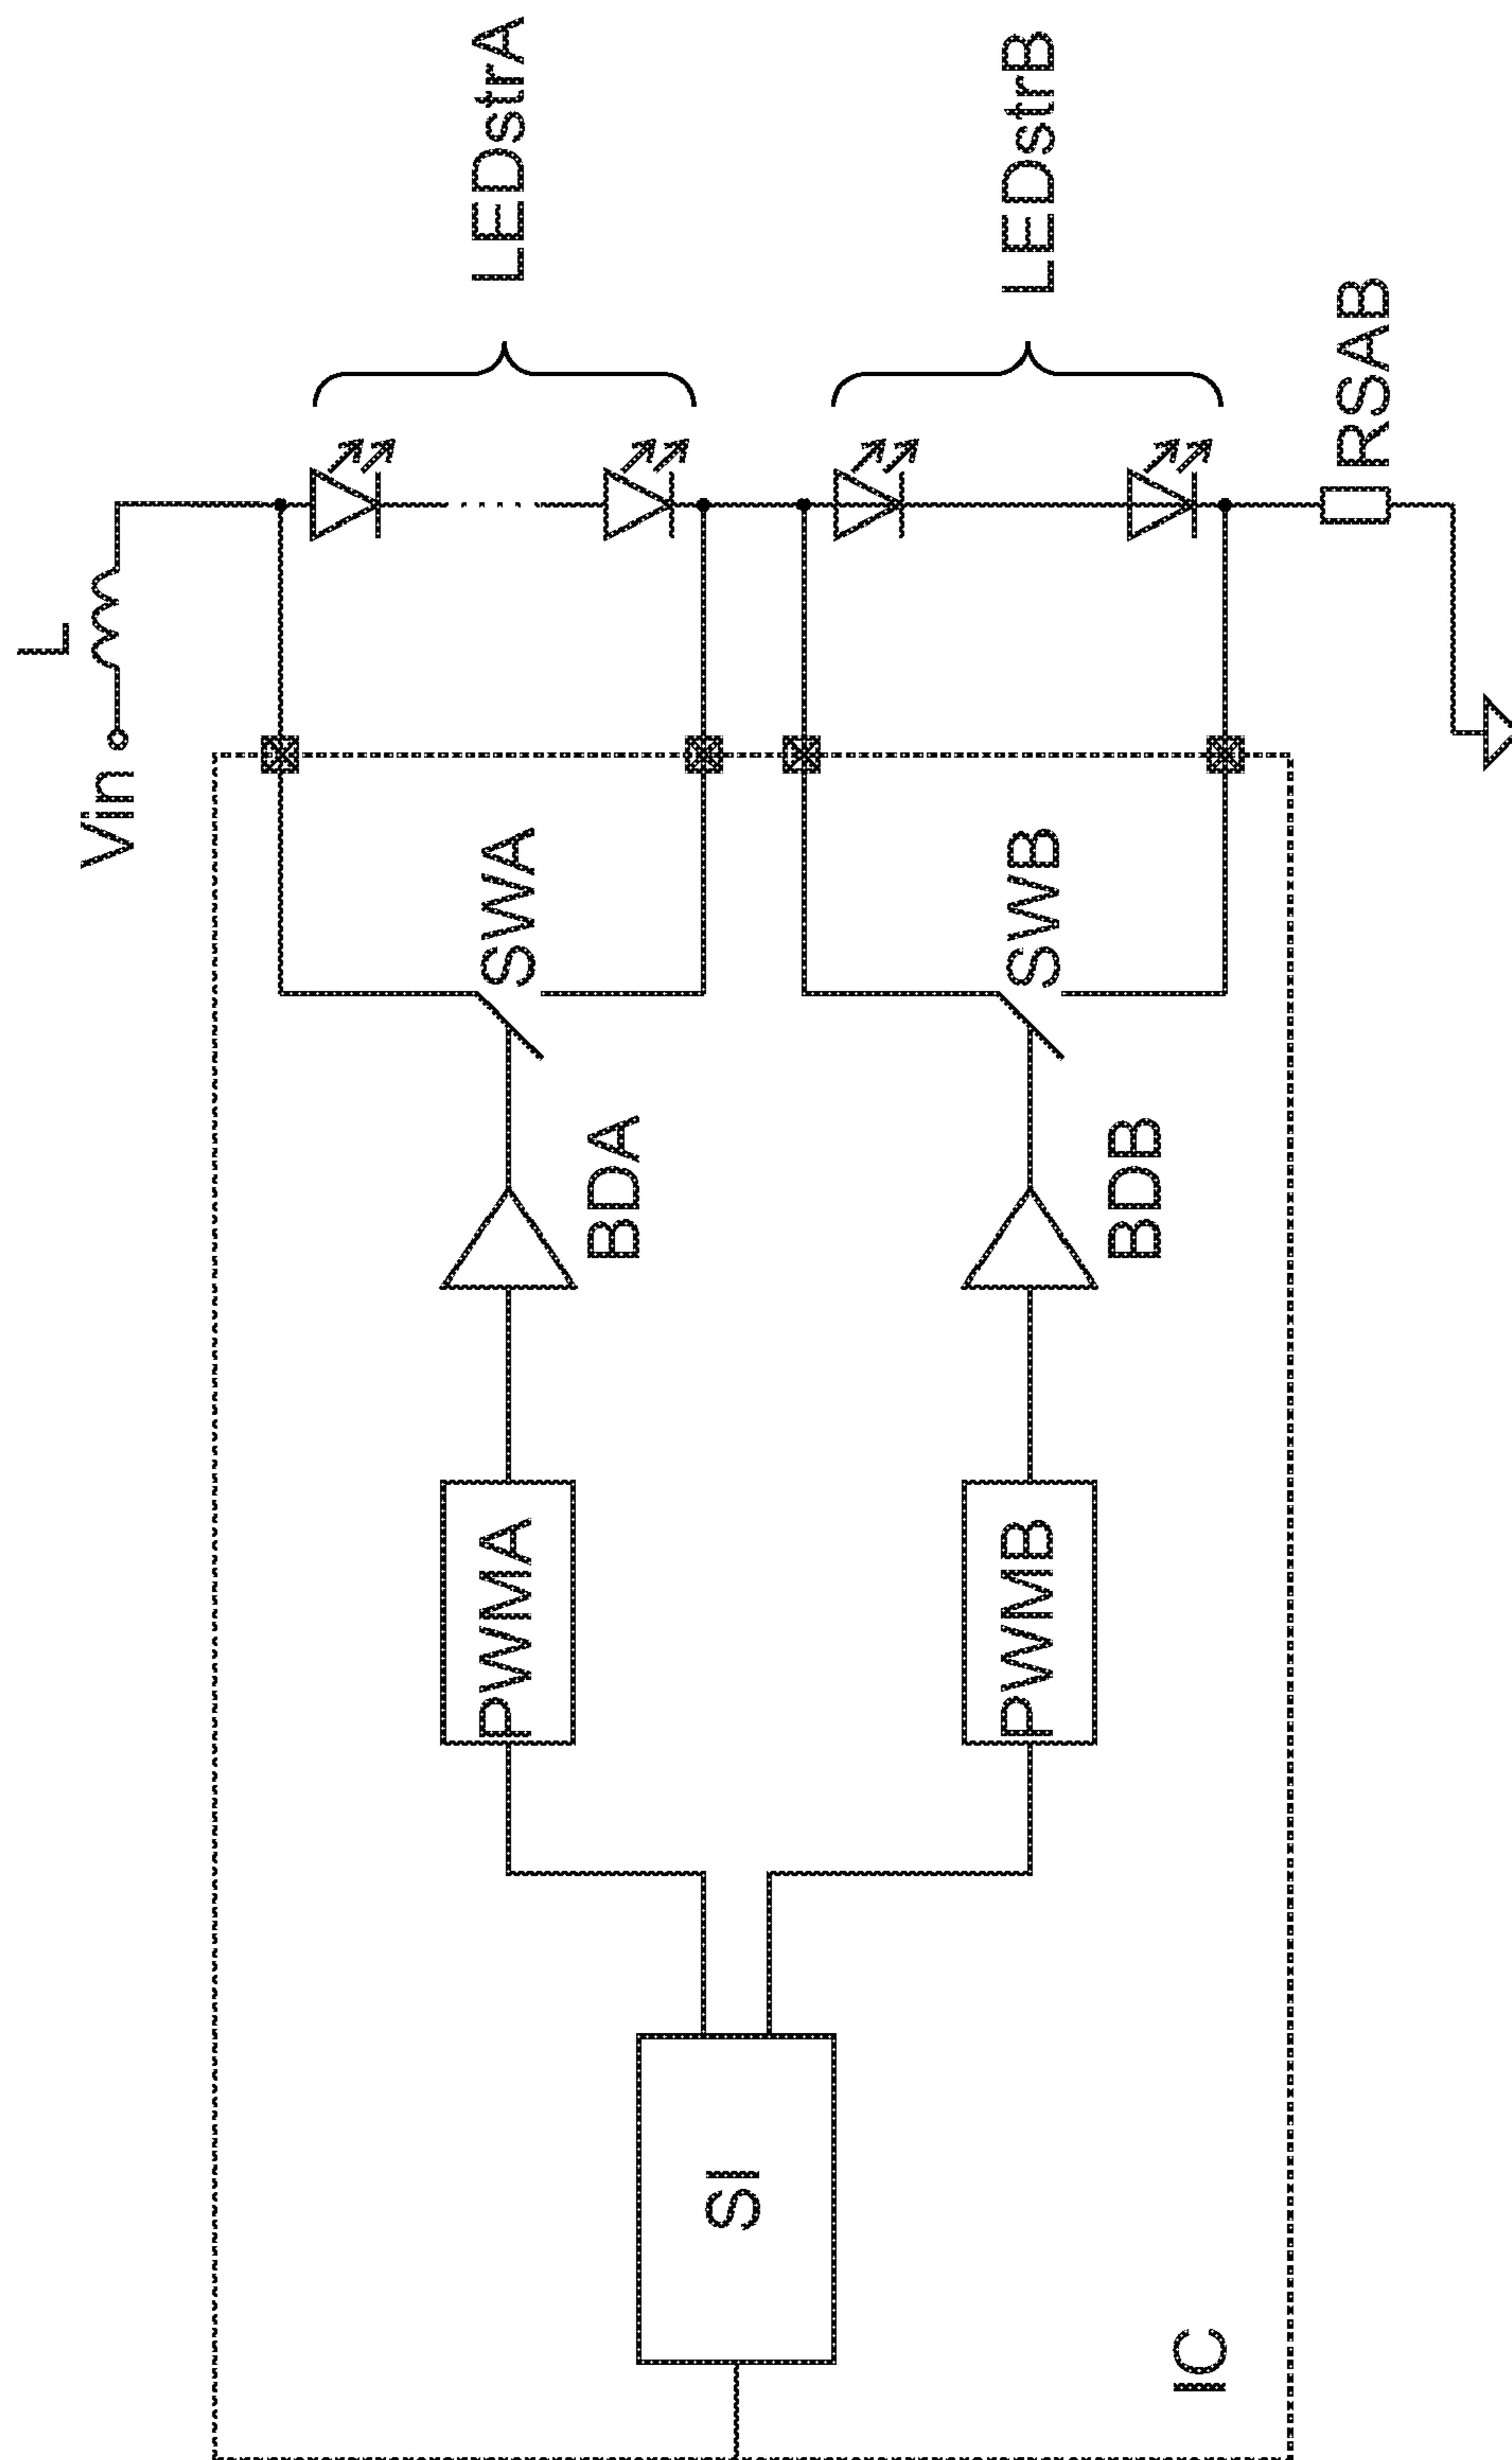 Vin
L
LEDstrA
SWA
BDA
PWMA
SI
LEDstrB
SWB
BDB
PWMB
RSAB
IC